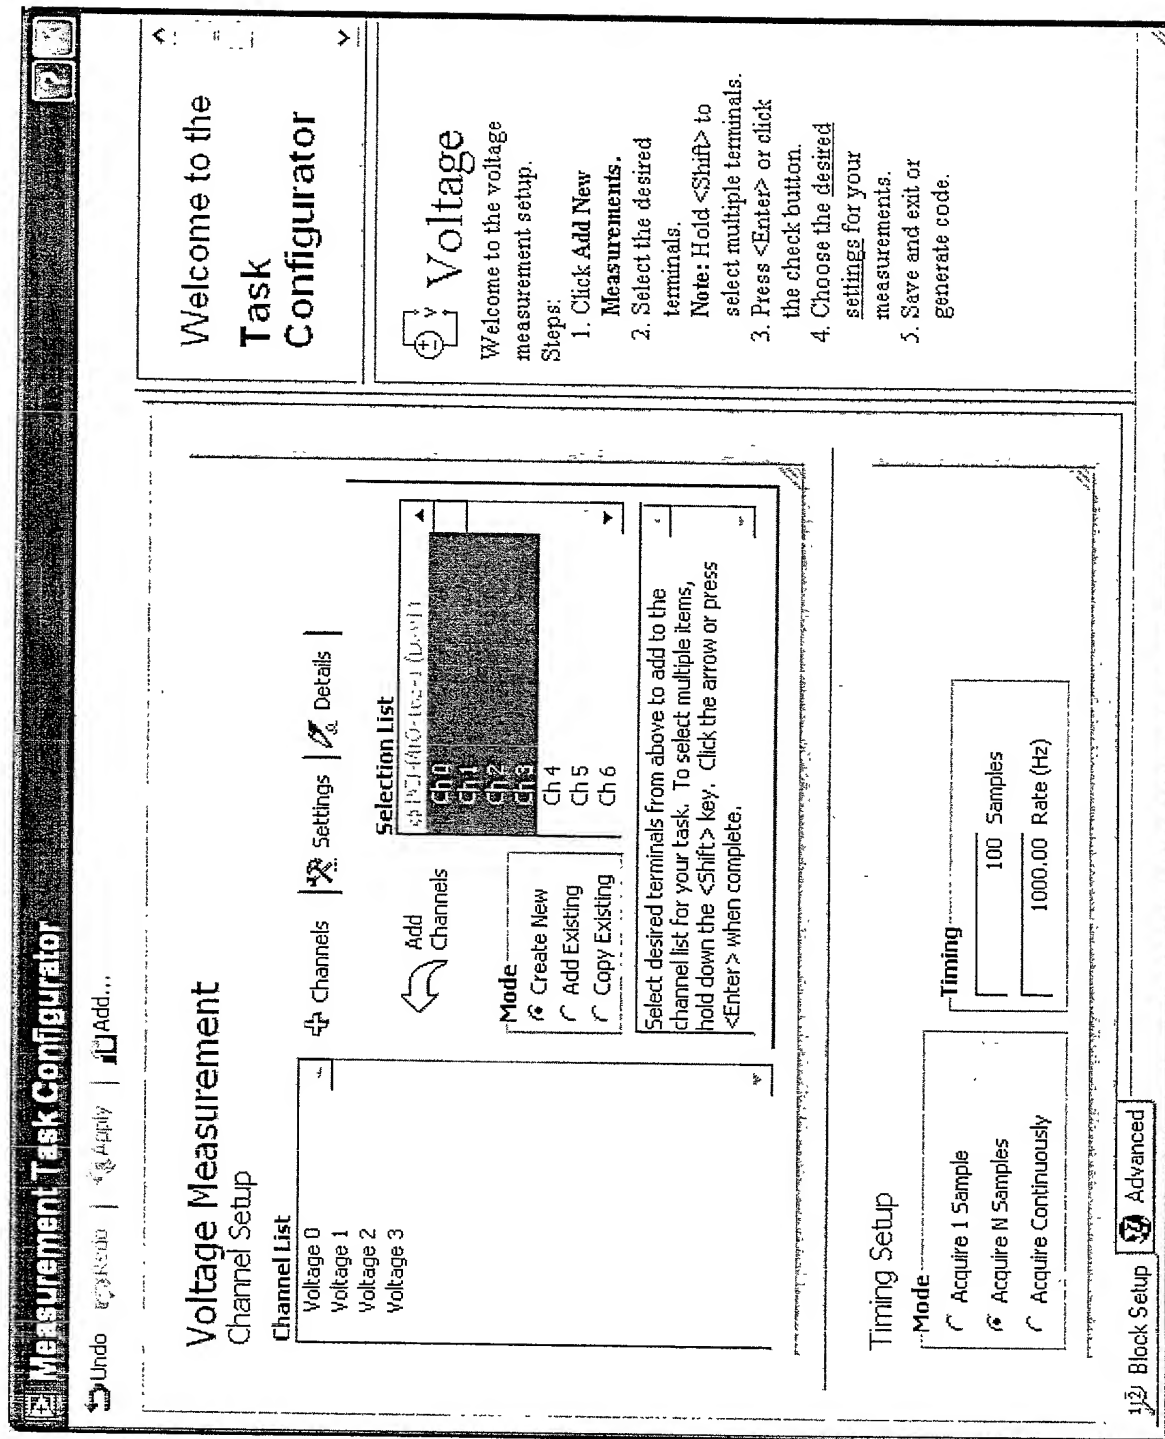 Measurement Task Configurator
Undo Redo Apply Add...
Voltage Measurement
Channel Setup
Channel List
Voltage 0
Voltage 1
Voltage 2
Voltage 3
Channels Settings Details
Add
Channels
Selection List
Ch 0
Ch 1
Ch 2
Ch 3
Ch 4
Ch 5
Ch 6
Mode
Create New
Add Existing
Copy Existing
Select desired terminals from above to add to the
channel list for your task. To select multiple items,
hold down the <Shift> key. Click the arrow or press
<Enter> when complete.
Timing Setup
Mode
Acquire 1 Sample
Acquire N Samples
Acquire Continuously
Timing
100 Samples
1000.00 Rate (Hz)
Block Setup Advanced
Welcome to the
Task
Configurator
Voltage
Welcome to the voltage
measurement setup.
Steps:
1. Click Add New
Measurements.
2. Select the desired
terminals.
Note: Hold <Shift> to
select multiple terminals.
3. Press <Enter> or click
the check button.
4. Choose the desired
settings for your
measurements.
5. Save and exit or
generate code.